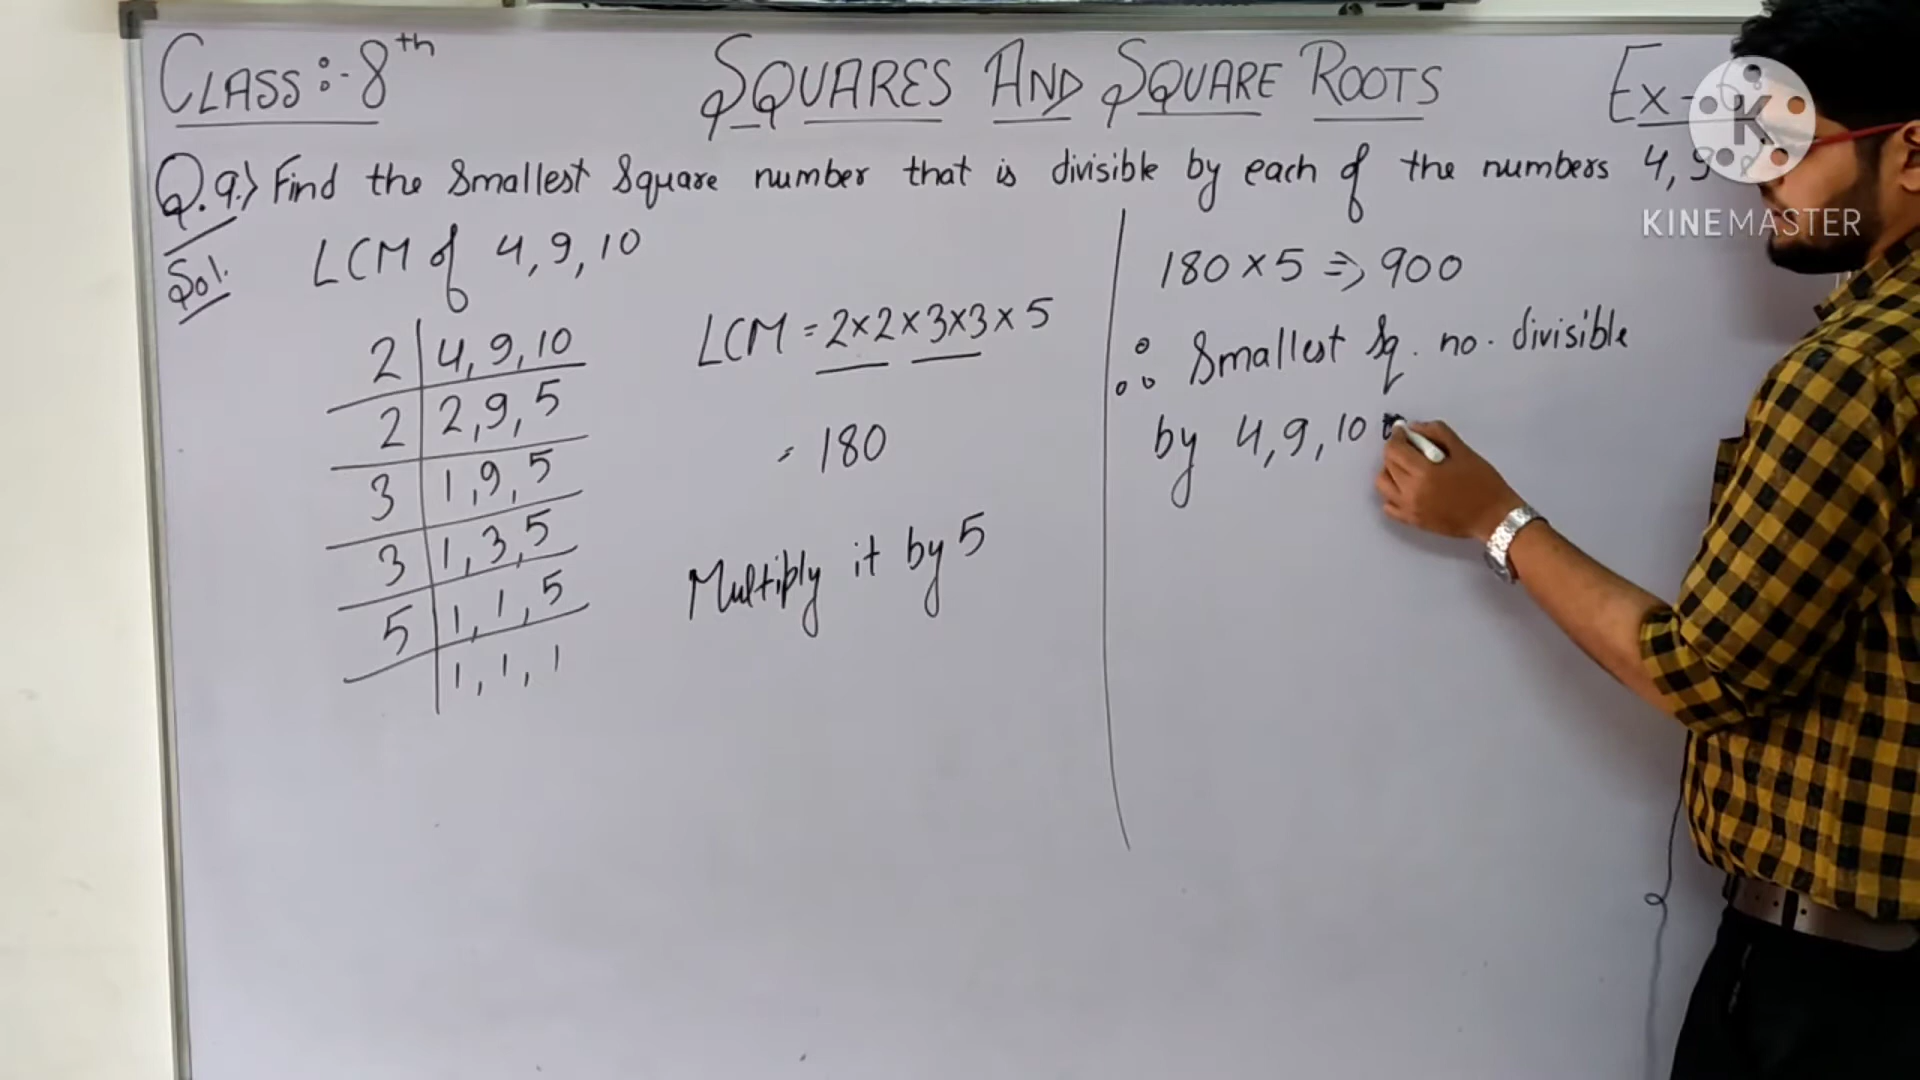 CLASS:-8th
SQUARES AND SQUARE ROOTS
Ex-
Q.9.) Find the Smallest Square number that is divisible by each of the numbers 4, 9
Sol. LCM of 4, 9, 10
2 | 4, 9, 10
2 | 2, 9, 5
3 | 1, 9, 5
3 | 1, 3, 5
5 | 1, 1, 5
1, 1, 1
LCM = 2×2×3×3×5
= 180
Multiply it by 5
180×5 ⇒ 900
∴ Smallest Sq. no. divisible
by 4, 9, 10
K
KINEMASTER